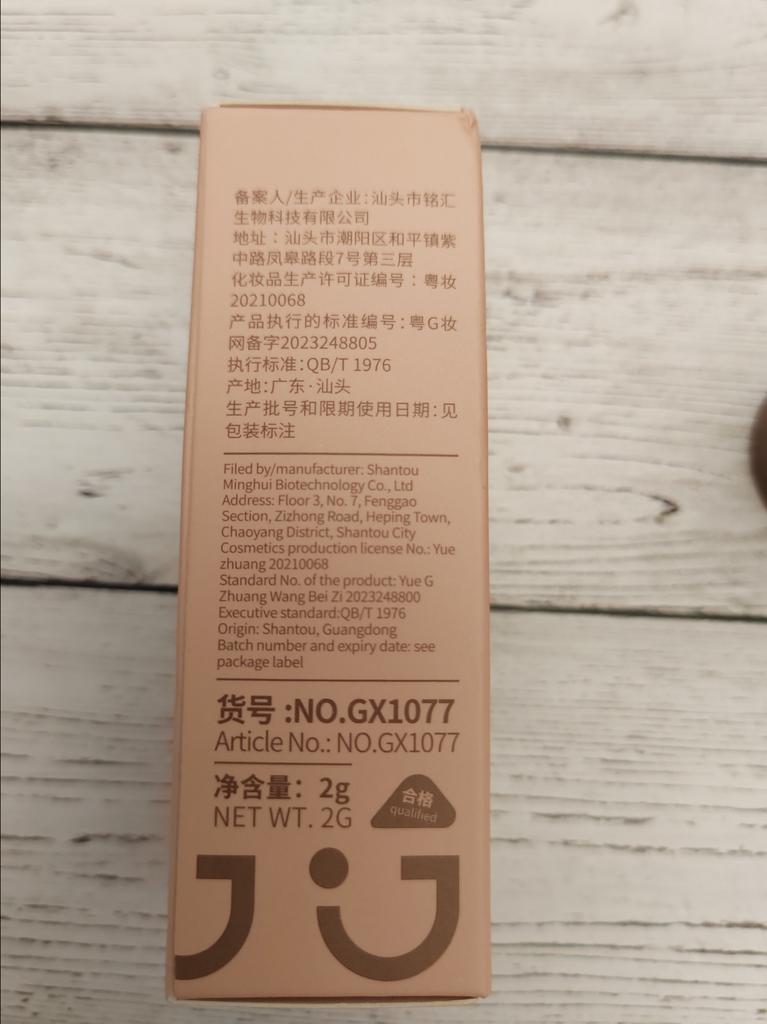 备案人/生产企业:汕头市铭汇
生物科技有限公司
地址：汕头市潮阳区和平镇紫
中路凤皋路段7号第三层
化妆品生产许可证编号：粤妆
20210068
产品执行的标准编号:粤G妆
网备字2023248805
执行标准:QB/T 1976
产地:广东·汕头
生产批号和限期使用日期:见
包装标注
Filed by/manufacturer: Shantou
Minghui Biotechnology Co., Ltd
Address: Floor 3, No. 7, Fenggao
Section, Zizhong Road, Heping Town,
Chaoyang District, Shantou City
Cosmetics production license No.: Yue
zhuang 20210068
Standard No. of the product: Yue G
Zhuang Wang Bei Zi 2023248800
Executive standard:QB/T 1976
Origin: Shantou, Guangdong
Batch number and expiry date: see
package label
货号 :NO.GX1077
Article No.: NO.GX1077
净含量：2g
NET WT. 2G
合格
qualified